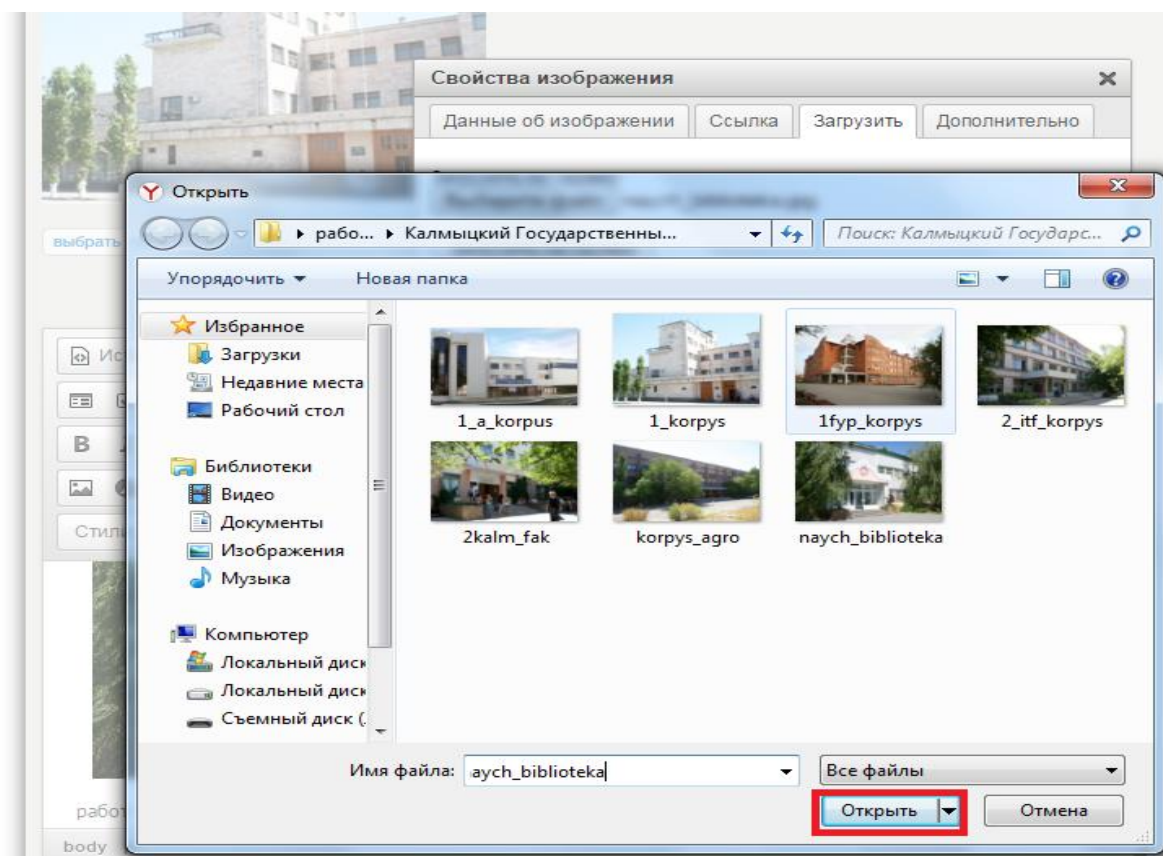 Свойства изображения
Данные об изображении
Ссылка
Загрузить
Дополнительно
Открыть
рабо... Калмыцкий Государственны...
Поиск: Калмыцкий Государс...
выбрать
Упорядочить
Новая папка
Избранное
Загрузки
Недавние места
Рабочий стол
Библиотеки
Видео
Документы
Изображения
Музыка
Компьютер
Локальный диск
Локальный диск
Съемный диск (
1_a_korpus
1_korpys
1fyp_korpys
2_itf_korpys
2kalm_fak
korpys_agro
naych_biblioteka
Ис
B
Стиль
Имя файла: aych_biblioteka
Все файлы
Открыть
Отмена
рабо
body